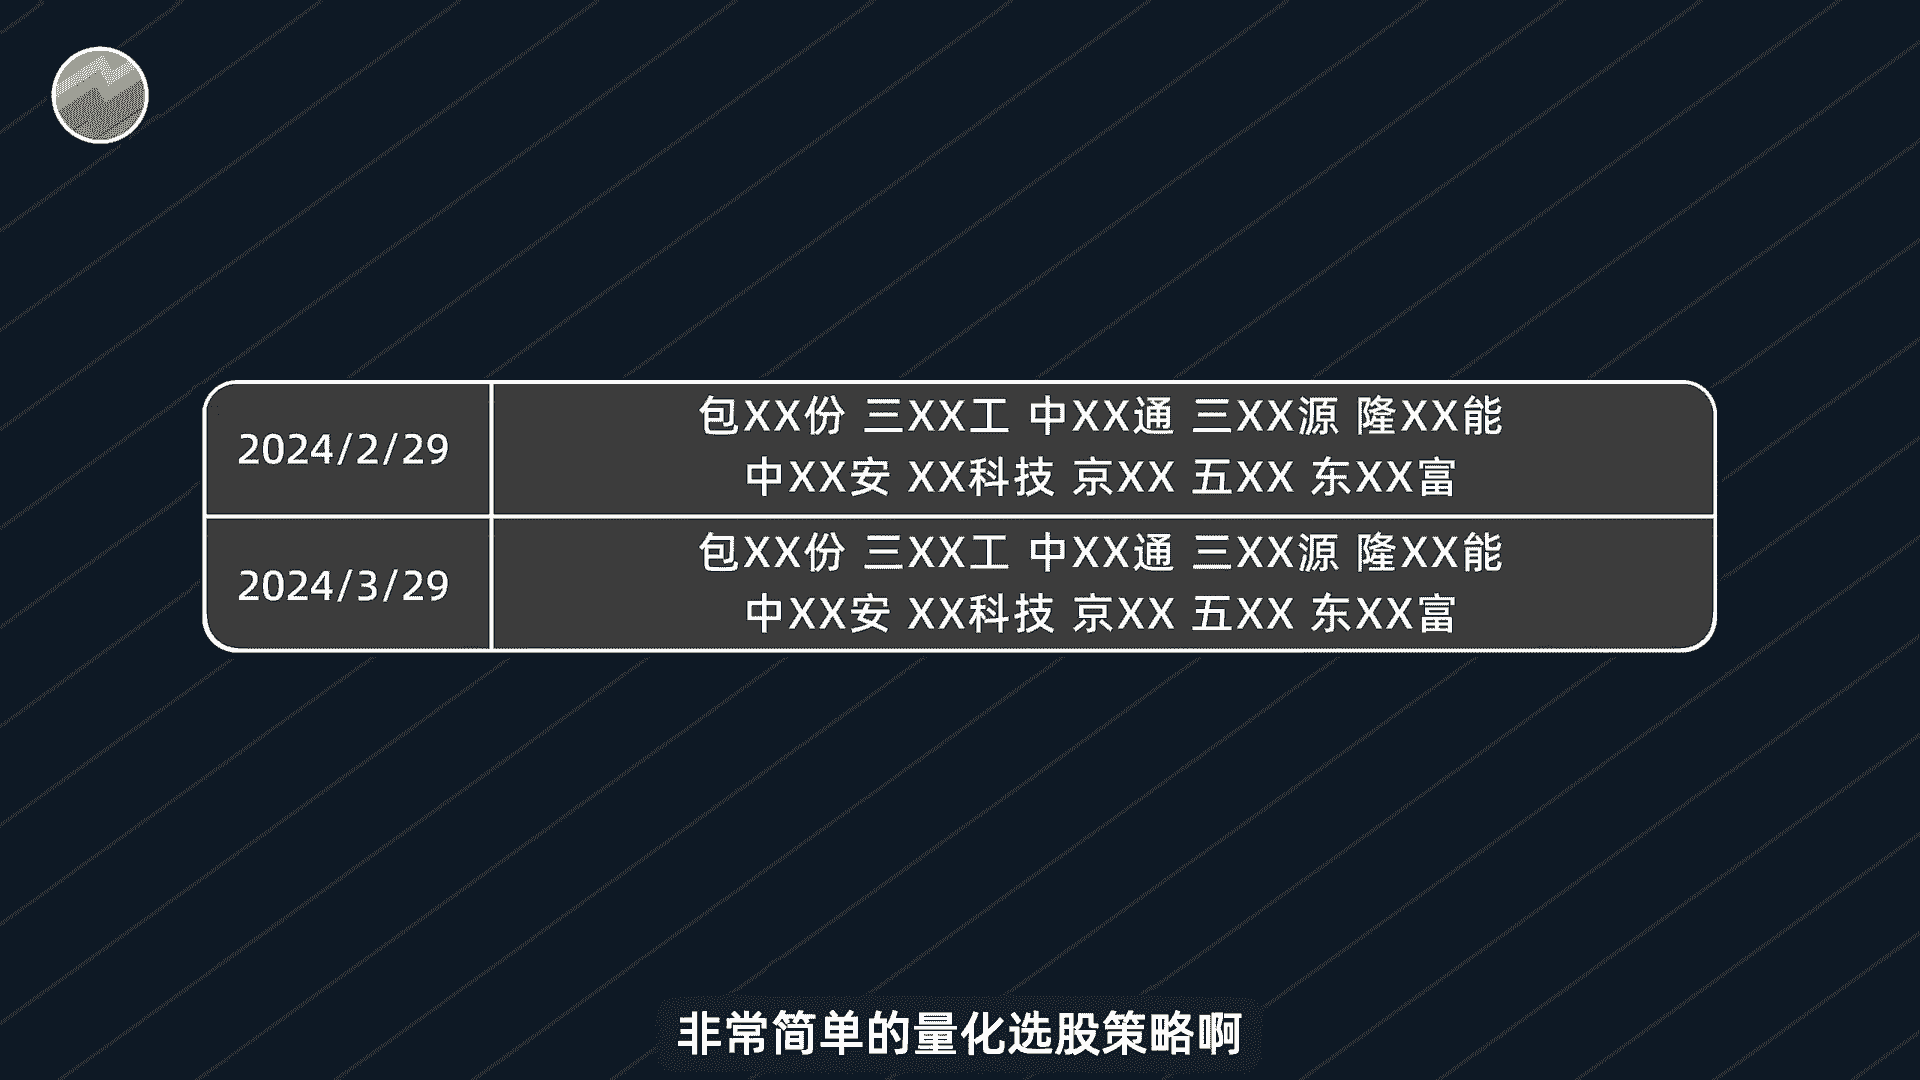 2024/2/29
包XX份 三XX工 中XX通 三XX源 隆XX能
中XX安 XX科技 京XX 五XX 东XX富
2024/3/29
包XX份 三XX工 中XX通 三XX源 隆XX能
中XX安 XX科技 京XX 五XX 东XX富
非常简单的量化选股策略啊